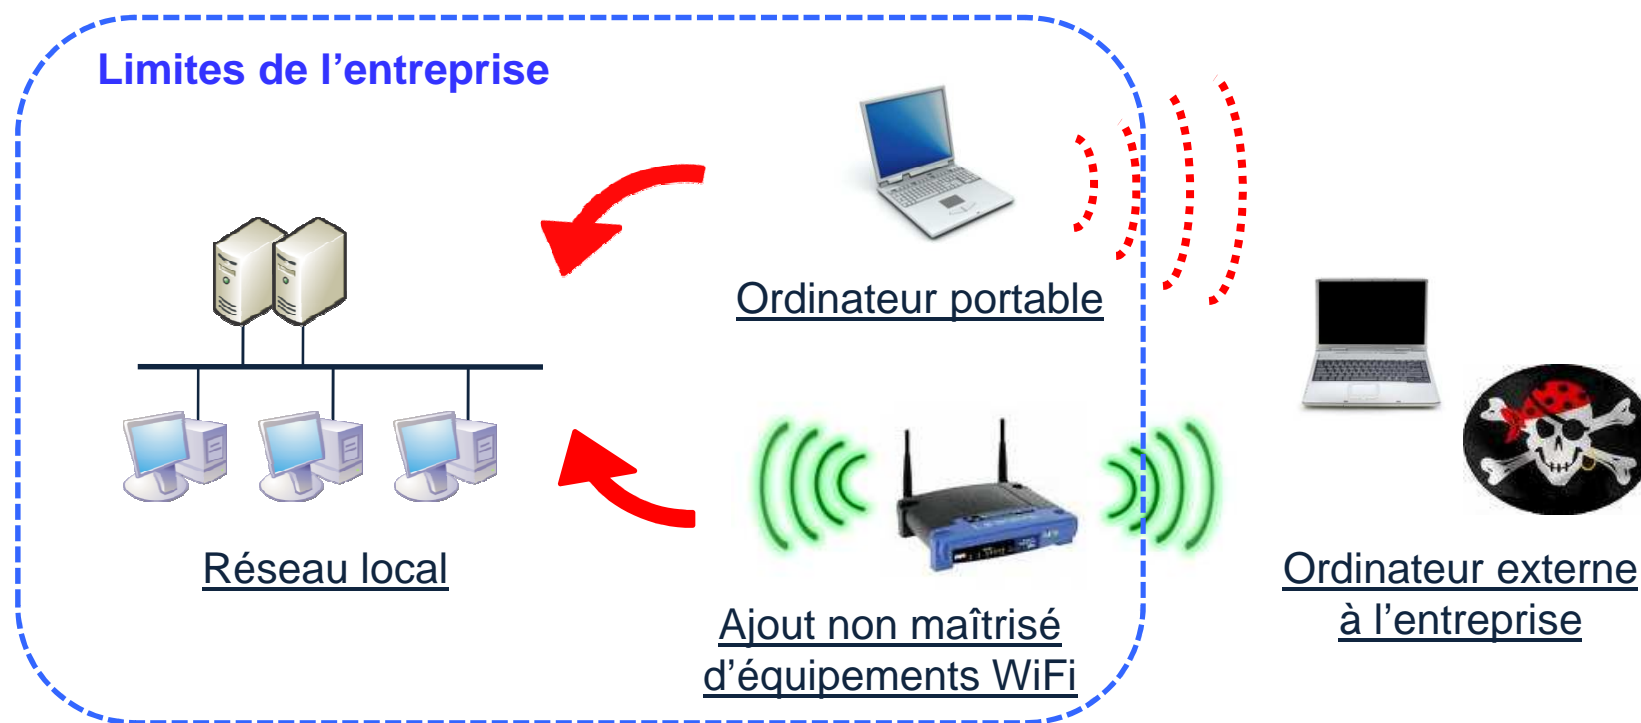 Limites de l’entreprise
Ordinateur portable
Réseau local
Ajout non maîtrisé
d’équipements WiFi
Ordinateur externe
à l’entreprise